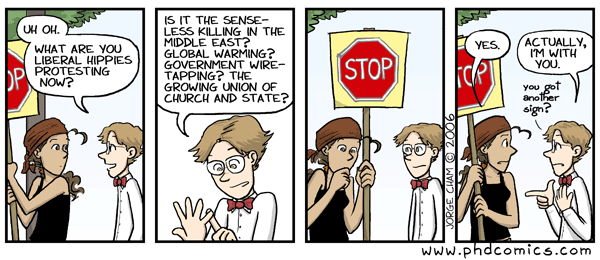 UH OH.
WHAT ARE YOU
LIBERAL HIPPIES
PROTESTING
NOW?
OP
IS IT THE SENSE-
LESS KILLING IN THE
MIDDLE EAST?
GLOBAL WARMING?
GOVERNMENT WIRE-
TAPPING? THE
GROWING UNION OF
CHURCH AND STATE?
STOP
JORGE CHAM © 2006
YES.
OP
ACTUALLY,
I'M WITH
YOU.
you got
another
sign?
www.phdcomics.com